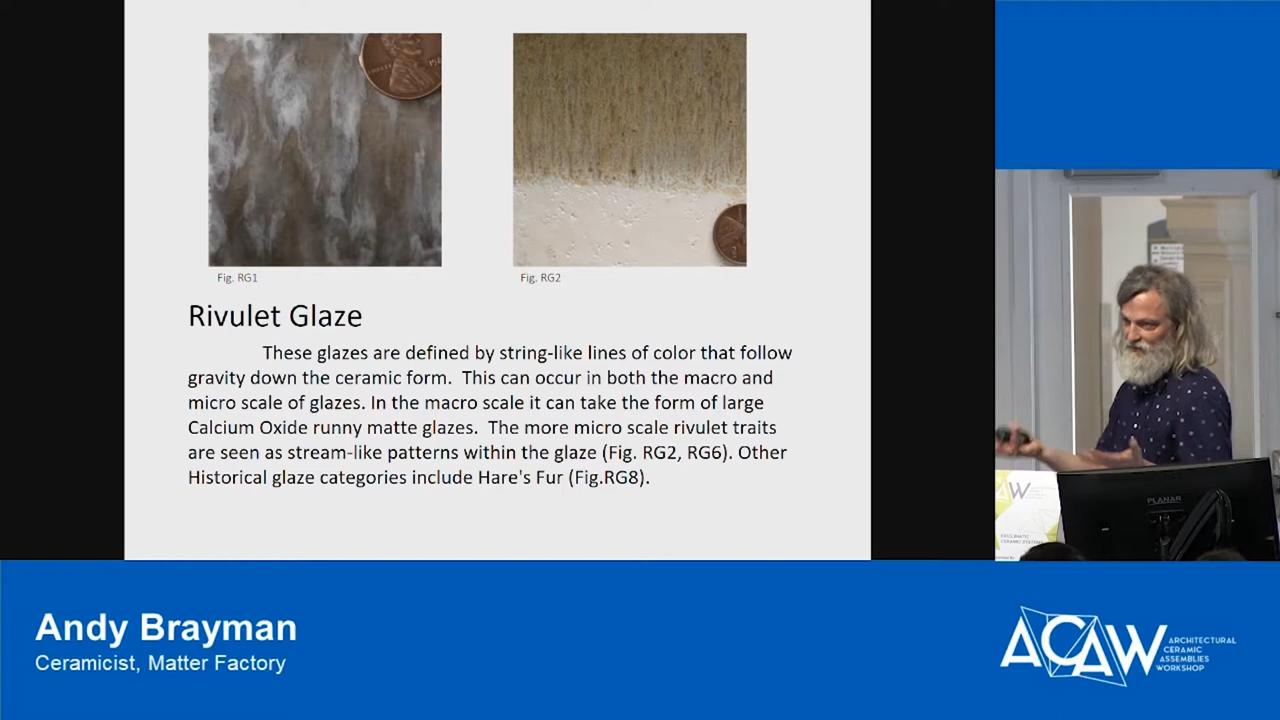 Fig. RG1
Fig. RG2
Rivulet Glaze
These glazes are defined by string-like lines of color that follow
gravity down the ceramic form. This can occur in both the macro and
micro scale of glazes. In the macro scale it can take the form of large
Calcium Oxide runny matte glazes. The more micro scale rivulet traits
are seen as stream-like patterns within the glaze (Fig. RG2, RG6). Other
Historical glaze categories include Hare's Fur (Fig.RG8).
PLANAR
Andy Brayman
Ceramicist, Matter Factory
ACAW
ARCHITECTURAL
CERAMIC
ASSEMBLIES
WORKSHOP